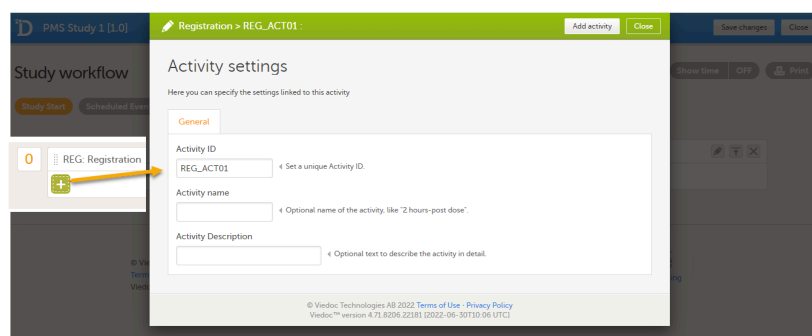 PMS Study 1 [1.0]
Registration > REG_ACT01 :
Add activity
Close
Save changes
Close
Study workflow
Show time
OFF
Print
Study Start
Scheduled Even
Activity settings
Here you can specify the settings linked to this activity
General
Activity ID
REG_ACT01
Set a unique Activity ID.
0
REG: Registration
Activity name
Optional name of the activity, like "2 hours-post dose".
Activity Description
Optional text to describe the activity in detail.
© Viedoc Technologies AB 2022 Terms of Use · Privacy Policy
Viedoc™ version 4.71.8206.22181 [2022-06-30T10:06 UTC]